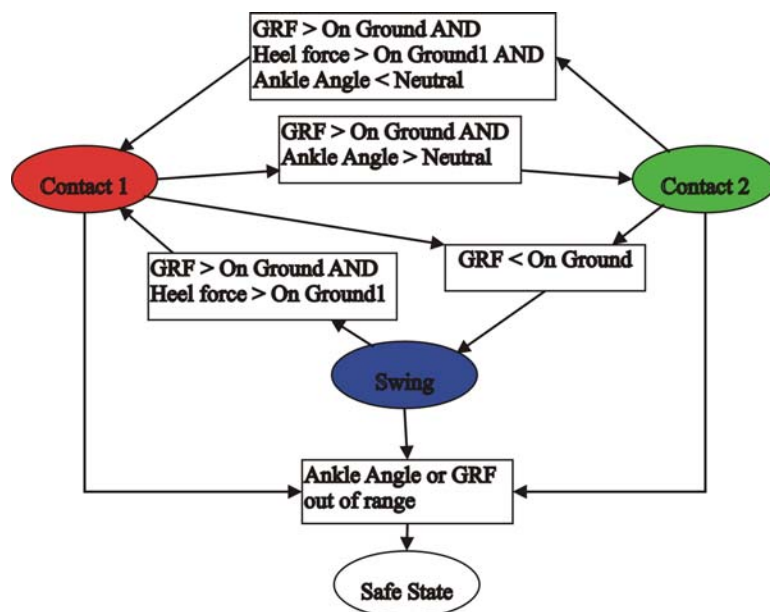 GRF > On Ground AND
Heel force > On Ground1 AND
Ankle Angle < Neutral
GRF > On Ground AND
Ankle Angle > Neutral
Contact 1
Contact 2
GRF > On Ground AND
Heel force > On Ground1
GRF < On Ground
Swing
Ankle Angle or GRF
out of range
Safe State